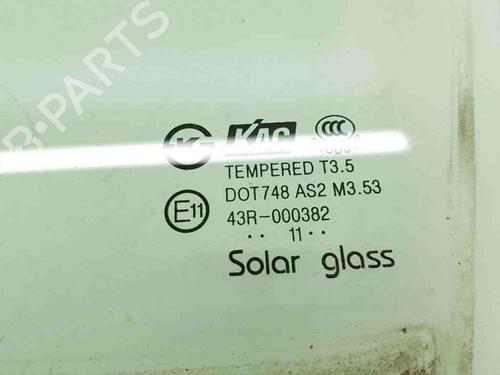 KAC
TEMPERED T3.5
DOT748 AS2 M3.53
E11
43R-000382
.. 11 ..
Solar glass
B-PARTS